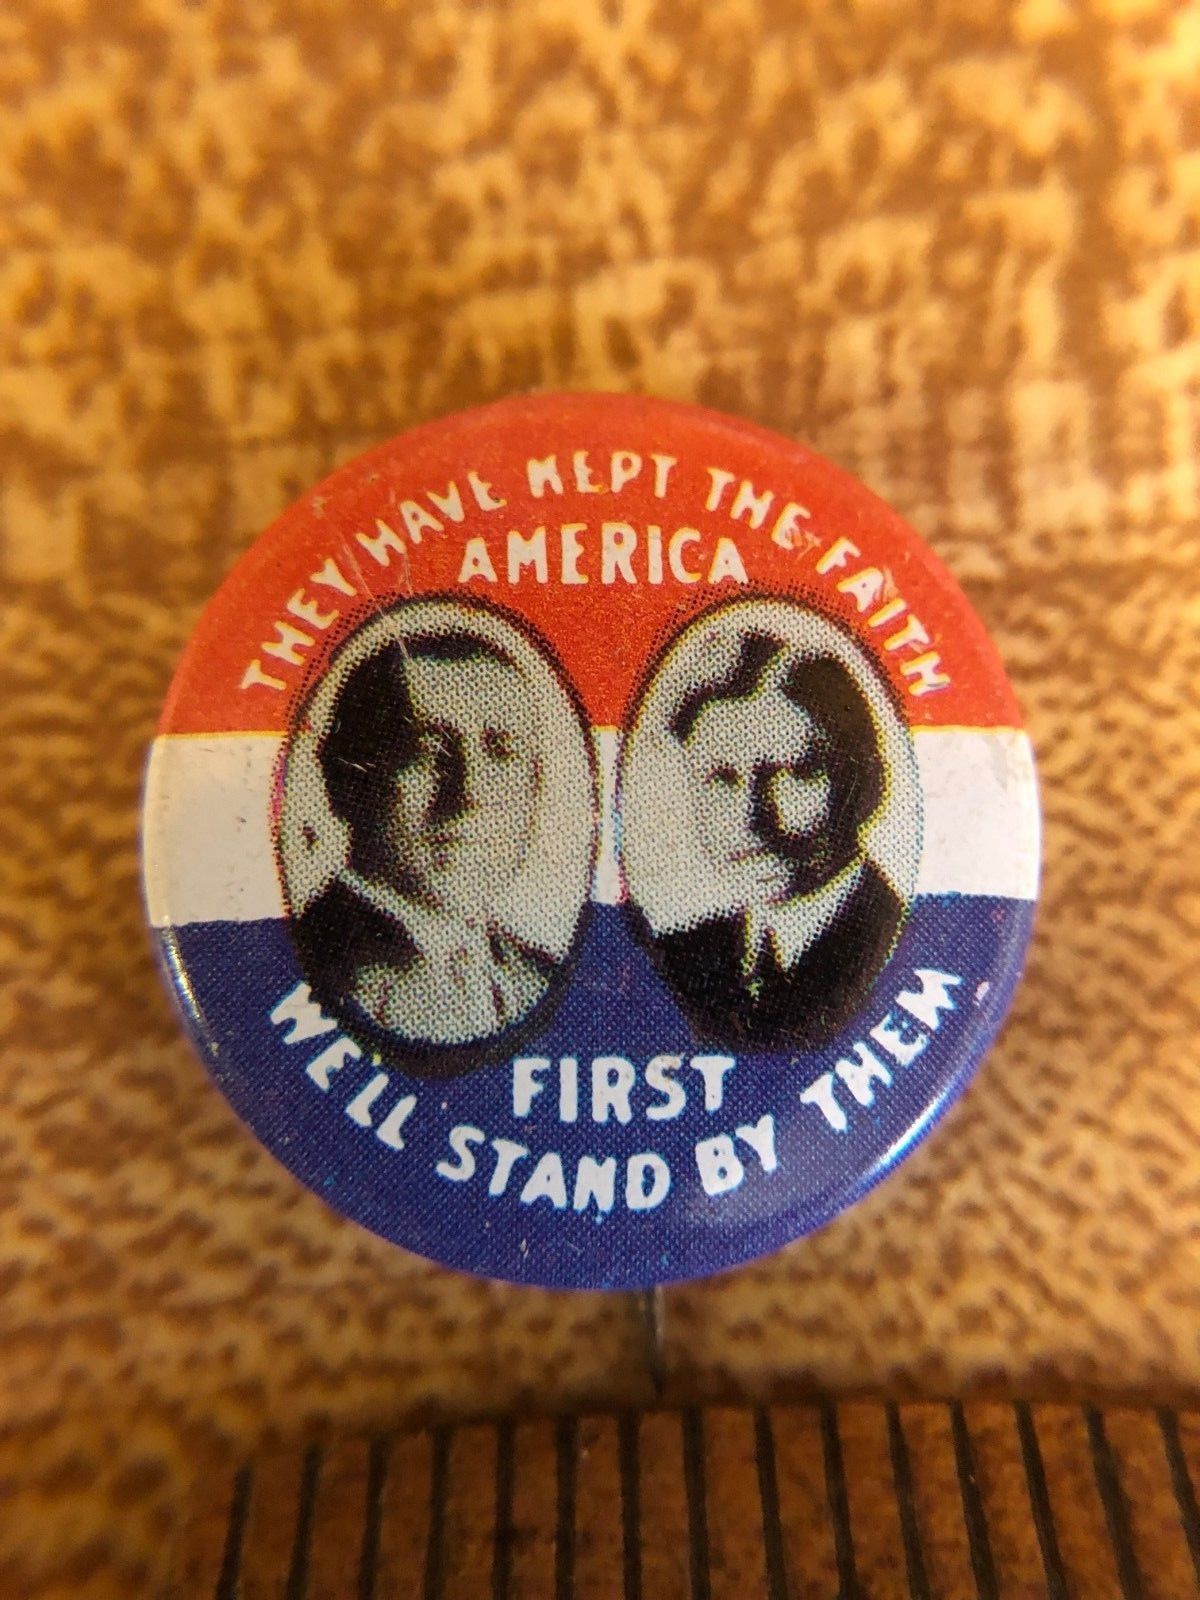 THEY HAVE KEPT THE FAITH
AMERICA
FIRST
WE'LL STAND BY THEM